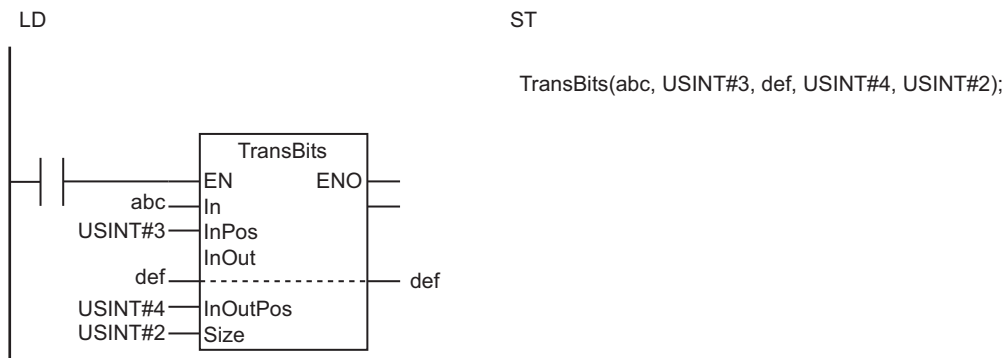 LD
ST
TransBits(abc, USINT#3, def, USINT#4, USINT#2);
TransBits
EN ENO
abc In
USINT#3 InPos
InOut
def def
USINT#4 InOutPos
USINT#2 Size